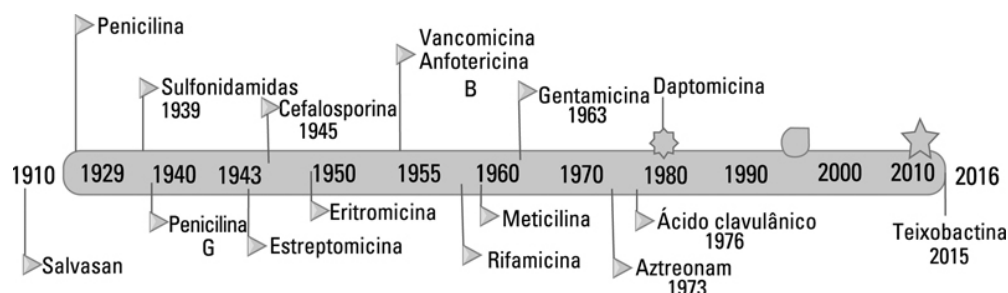 Penicilina
Sulfonidamidas
1939
Cefalosporina
1945
Vancomicina
Anfotericina
B
Gentamicina
1963
Daptomicina
1910 1929 1940 1943 1950 1955 1960 1970 1980 1990 2000 2010 2016
Salvasan
Penicilina
G
Estreptomicina
Eritromicina
Meticilina
Rifamicina
Ácido clavulânico
1976
Aztreonam
1973
Teixobactina
2015